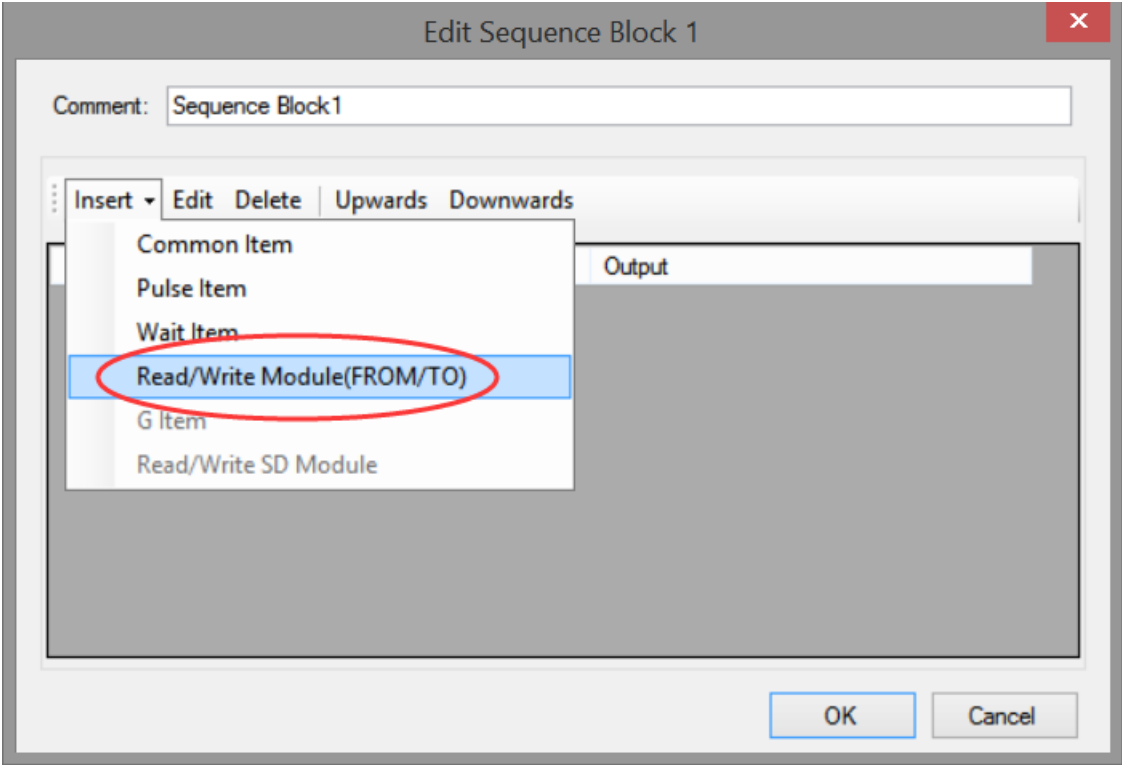 Edit Sequence Block 1
x
Comment: Sequence Block1
Insert Edit Delete Upwards Downwards
Common Item
Output
Pulse Item
Wait Item
Read/Write Module(FROM/TO)
G Item
Read/Write SD Module
OK Cancel